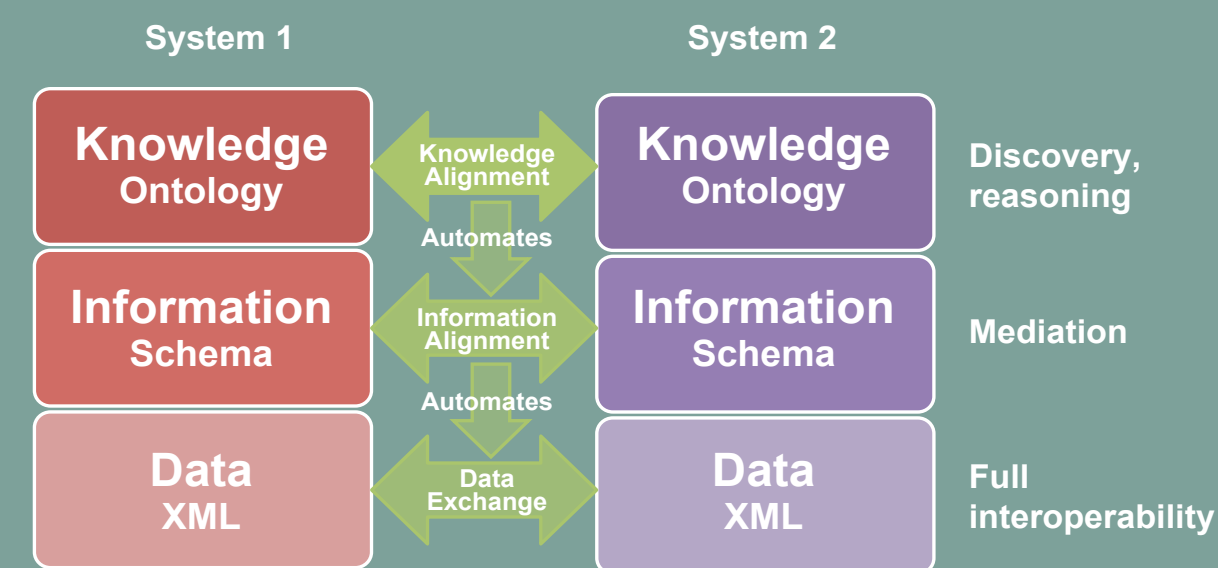 System 1
System 2
Knowledge
Ontology
Knowledge
Alignment
Knowledge
Ontology
Discovery,
reasoning
Automates
Information
Schema
Information
Alignment
Information
Schema
Mediation
Automates
Data
XML
Data
Exchange
Data
XML
Full
interoperability